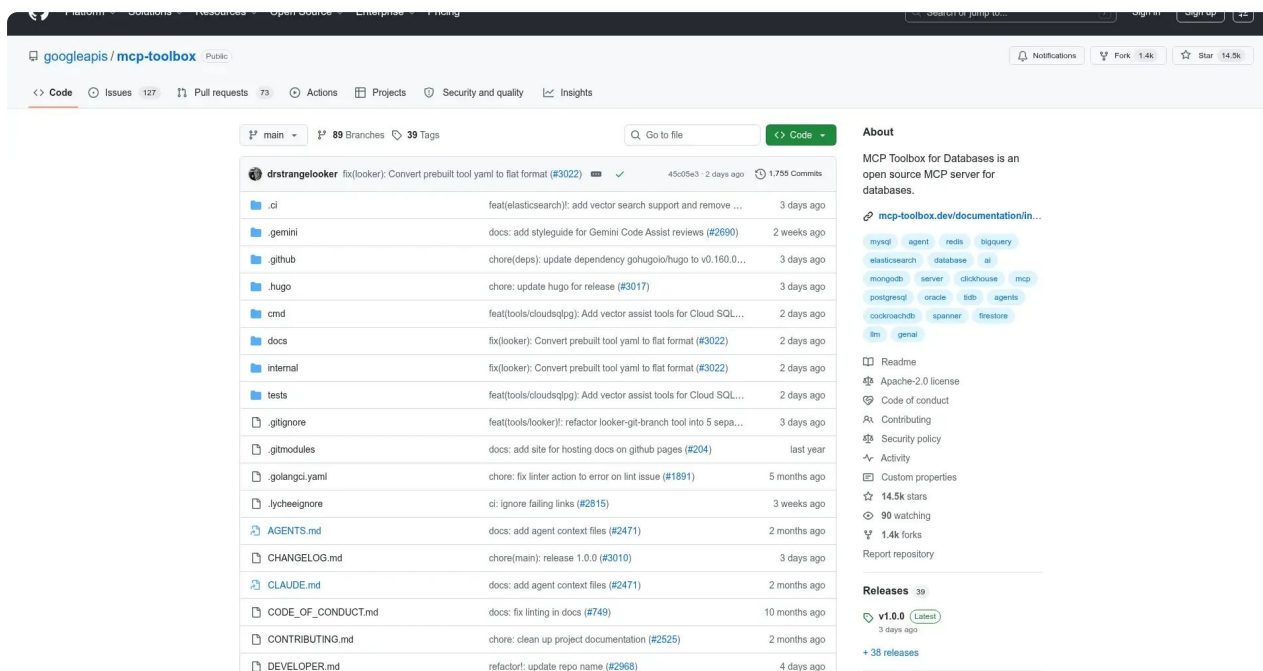 Platform Solutions Resources Open Source Enterprise Pricing Search or jump to... Sign in Sign up
googleapis / mcp-toolbox Public Notifications Fork 1.4k Star 14.5k
Code Issues 127 Pull requests 73 Actions Projects Security and quality Insights
main 89 Branches 39 Tags Go to file Code
drstrangelooker fix(looker): Convert prebuilt tool yaml to flat format (#3022) 45c05e3 · 2 days ago 1,755 Commits
.ci feat(elasticsearch)!: add vector search support and remove ... 3 days ago
.gemini docs: add styleguide for Gemini Code Assist reviews (#2690) 2 weeks ago
.github chore(deps): update dependency gohugoio/hugo to v0.160.0... 3 days ago
.hugo chore: update hugo for release (#3017) 3 days ago
cmd feat(tools/cloudsqlpg): Add vector assist tools for Cloud SQL... 2 days ago
docs fix(looker): Convert prebuilt tool yaml to flat format (#3022) 2 days ago
internal fix(looker): Convert prebuilt tool yaml to flat format (#3022) 2 days ago
tests feat(tools/cloudsqlpg): Add vector assist tools for Cloud SQL... 2 days ago
.gitignore feat(tools/looker)!: refactor looker-git-branch tool into 5 sepa... 3 days ago
.gitmodules docs: add site for hosting docs on github pages (#204) last year
.golangci.yaml chore: fix linter action to error on lint issue (#1891) 5 months ago
.lycheeignore ci: ignore failing links (#2815) 3 weeks ago
AGENTS.md docs: add agent context files (#2471) 2 months ago
CHANGELOG.md chore(main): release 1.0.0 (#3010) 3 days ago
CLAUDE.md docs: add agent context files (#2471) 2 months ago
CODE_OF_CONDUCT.md docs: fix linting in docs (#749) 10 months ago
CONTRIBUTING.md chore: clean up project documentation (#2525) 2 months ago
DEVELOPER.md refactor!: update repo name (#2968) 4 days ago
About
MCP Toolbox for Databases is an
open source MCP server for
databases.
mcp-toolbox.dev/documentation/in...
mysql agent redis bigquery
elasticsearch database ai
mongodb server clickhouse mcp
postgresql oracle tidb agents
cockroachdb spanner firestore
llm genai
Readme
Apache-2.0 license
Code of conduct
Contributing
Security policy
Activity
Custom properties
14.5k stars
90 watching
1.4k forks
Report repository
Releases 39
v1.0.0 Latest
3 days ago
+ 38 releases